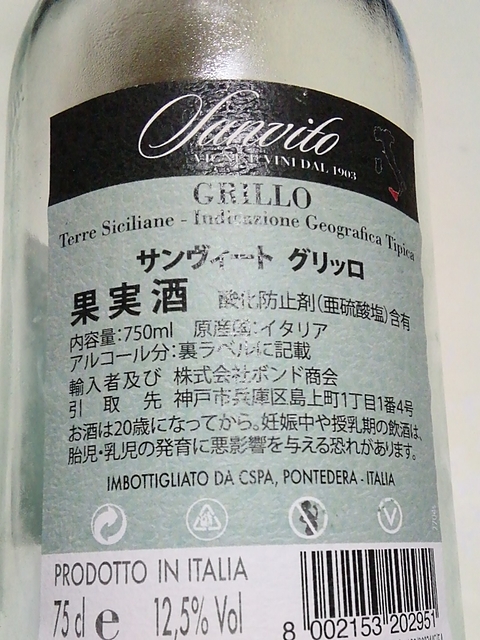 Sanvito
VIGNE E VINI DAL 1903
GRILLO
Terre Siciliane - Indicazione Geografica Tipica
サンヴィート グリッロ
果実酒 酸化防止剤(亜硫酸塩)含有
内容量:750ml 原産国:イタリア
アルコール分:裏ラベルに記載
輸入者及び 株式会社ボンド商会
引取先 神戸市兵庫区島上町1丁目1番4号
お酒は20歳になってから。妊娠中や授乳期の飲酒は、
胎児・乳児の発育に悪影響を与える恐れがあります。
IMBOTTIGLIATO DA CSPA, PONTEDERA - ITALIA
V
PRODOTTO IN ITALIA
75 cl e 12,5% Vol
8 002153 202951